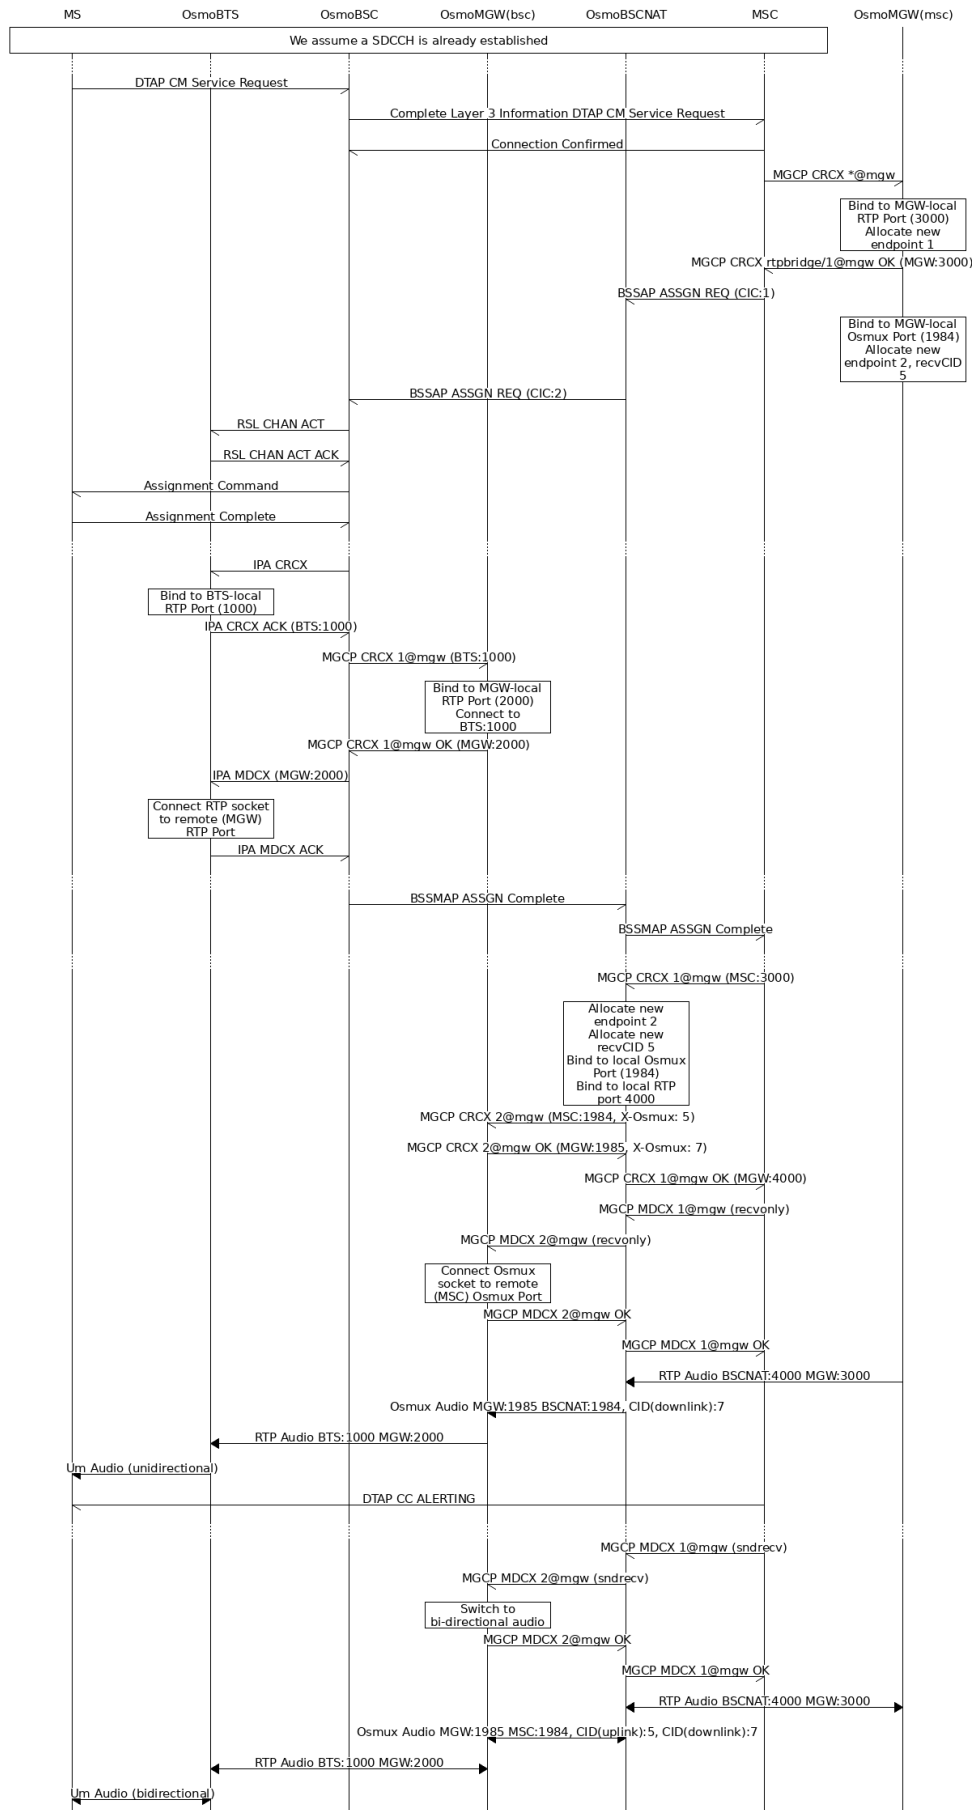 MS OsmoBTS OsmoBSC OsmoMGW(bsc) OsmoBSCNAT MSC OsmoMGW(msc)
We assume a SDCCH is already established
DTAP CM Service Request
Complete Layer 3 Information DTAP CM Service Request
Connection Confirmed
MGCP CRCX *@mgw
Bind to MGW-local
RTP Port (3000)
Allocate new
endpoint 1
MGCP CRCX rtpbridge/1@mgw OK (MGW:3000)
BSSAP ASSGN REQ (CIC:1)
Bind to MGW-local
Osmux Port (1984)
Allocate new
endpoint 2, recvCID
5
BSSAP ASSGN REQ (CIC:2)
RSL CHAN ACT
RSL CHAN ACT ACK
Assignment Command
Assignment Complete
IPA CRCX
Bind to BTS-local
RTP Port (1000)
IPA CRCX ACK (BTS:1000)
MGCP CRCX 1@mgw (BTS:1000)
Bind to MGW-local
RTP Port (2000)
Connect to
BTS:1000
MGCP CRCX 1@mgw OK (MGW:2000)
IPA MDCX (MGW:2000)
Connect RTP socket
to remote (MGW)
RTP Port
IPA MDCX ACK
BSSMAP ASSGN Complete
BSSMAP ASSGN Complete
MGCP CRCX 1@mgw (MSC:3000)
Allocate new
endpoint 2
Allocate new
recvCID 5
Bind to local Osmux
Port (1984)
Bind to local RTP
port 4000
MGCP CRCX 2@mgw (MSC:1984, X-Osmux: 5)
MGCP CRCX 2@mgw OK (MGW:1985, X-Osmux: 7)
MGCP CRCX 1@mgw OK (MGW:4000)
MGCP MDCX 1@mgw (recvonly)
MGCP MDCX 2@mgw (recvonly)
Connect Osmux
socket to remote
(MSC) Osmux Port
MGCP MDCX 2@mgw OK
MGCP MDCX 1@mgw OK
RTP Audio BSCNAT:4000 MGW:3000
Osmux Audio MGW:1985 BSCNAT:1984, CID(downlink):7
RTP Audio BTS:1000 MGW:2000
Um Audio (unidirectional)
DTAP CC ALERTING
MGCP MDCX 1@mgw (sndrecv)
MGCP MDCX 2@mgw (sndrecv)
Switch to
bi-directional audio
MGCP MDCX 2@mgw OK
MGCP MDCX 1@mgw OK
RTP Audio BSCNAT:4000 MGW:3000
Osmux Audio MGW:1985 MSC:1984, CID(uplink):5, CID(downlink):7
RTP Audio BTS:1000 MGW:2000
Um Audio (bidirectional)